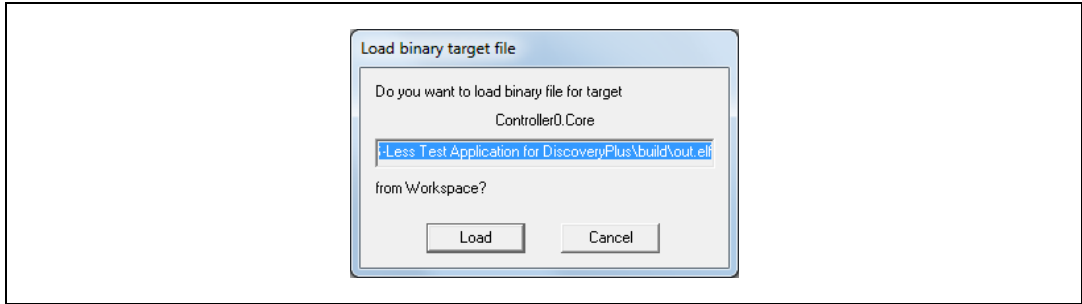 Load binary target file
Do you want to load binary file for target
Controller0.Core
-Less Test Application for DiscoveryPlus\build\out.elf
from Workspace?
Load Cancel